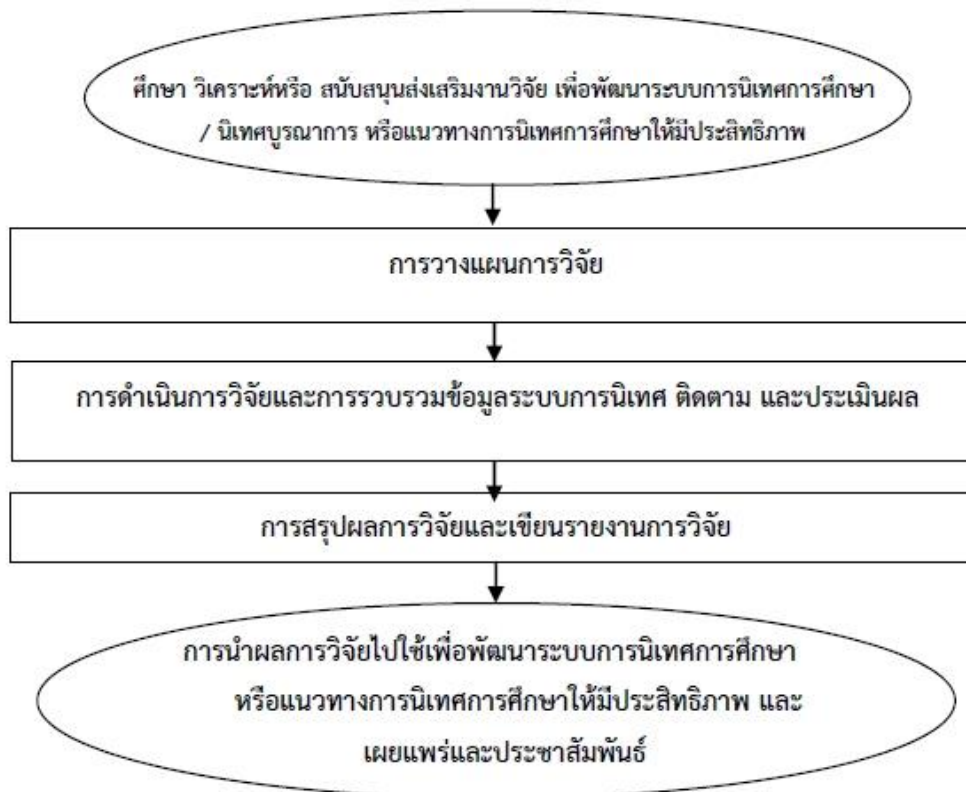 ศึกษา วิเคราะห์หรือ สนับสนุนส่งเสริมงานวิจัย เพื่อพัฒนาระบบการนิเทศการศึกษา
/ นิเทศบูรณาการ หรือแนวทางการนิเทศการศึกษาให้มีประสิทธิภาพ
การวางแผนการวิจัย
การดำเนินการวิจัยและการรวบรวมข้อมูลระบบการนิเทศ ติดตาม และประเมินผล
การสรุปผลการวิจัยและเขียนรายงานการวิจัย
การนำผลการวิจัยไปใช้เพื่อพัฒนาระบบการนิเทศการศึกษา
หรือแนวทางการนิเทศการศึกษาให้มีประสิทธิภาพ และ
เผยแพร่และประชาสัมพันธ์